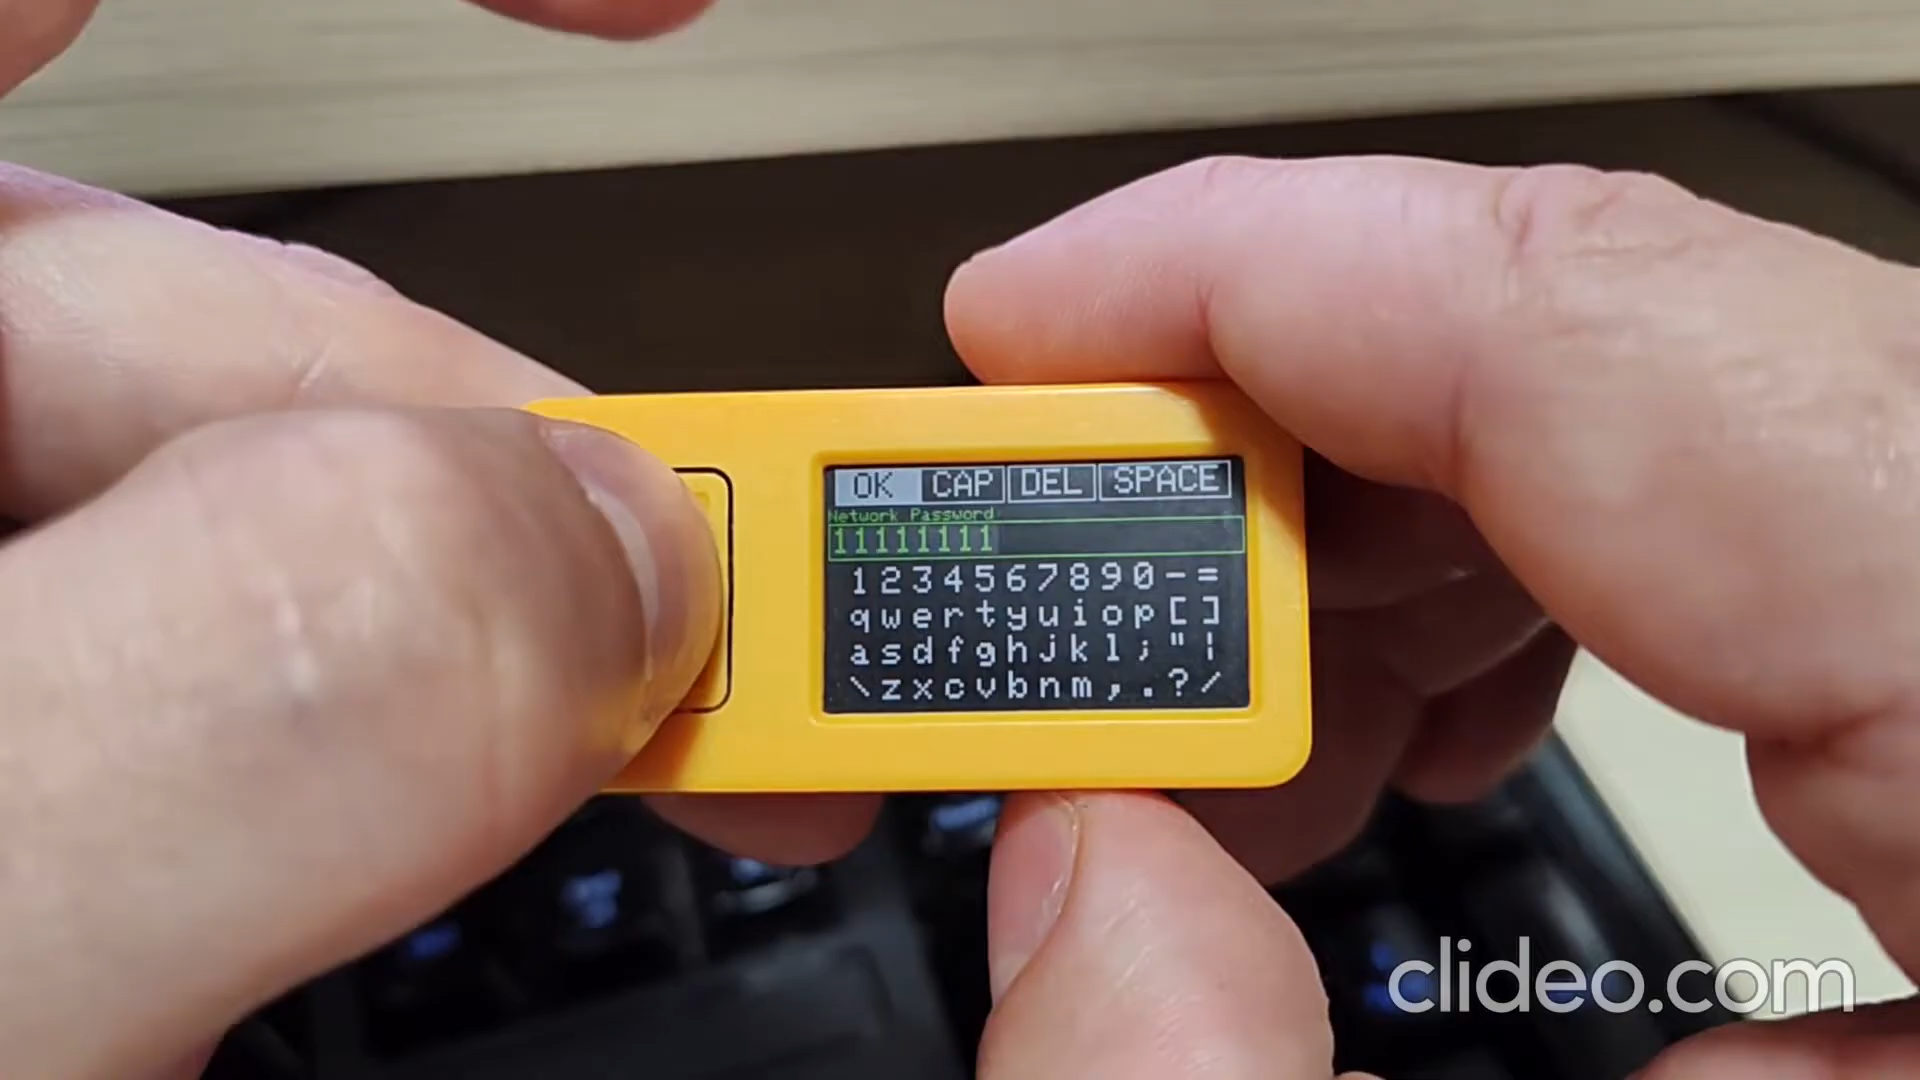 OK CAP DEL SPACE
Network Password
11111111
1234567890-=
qwertyuiop[]
asdfghjkl;"¦
\zxcvbnm,.?/
clideo.com